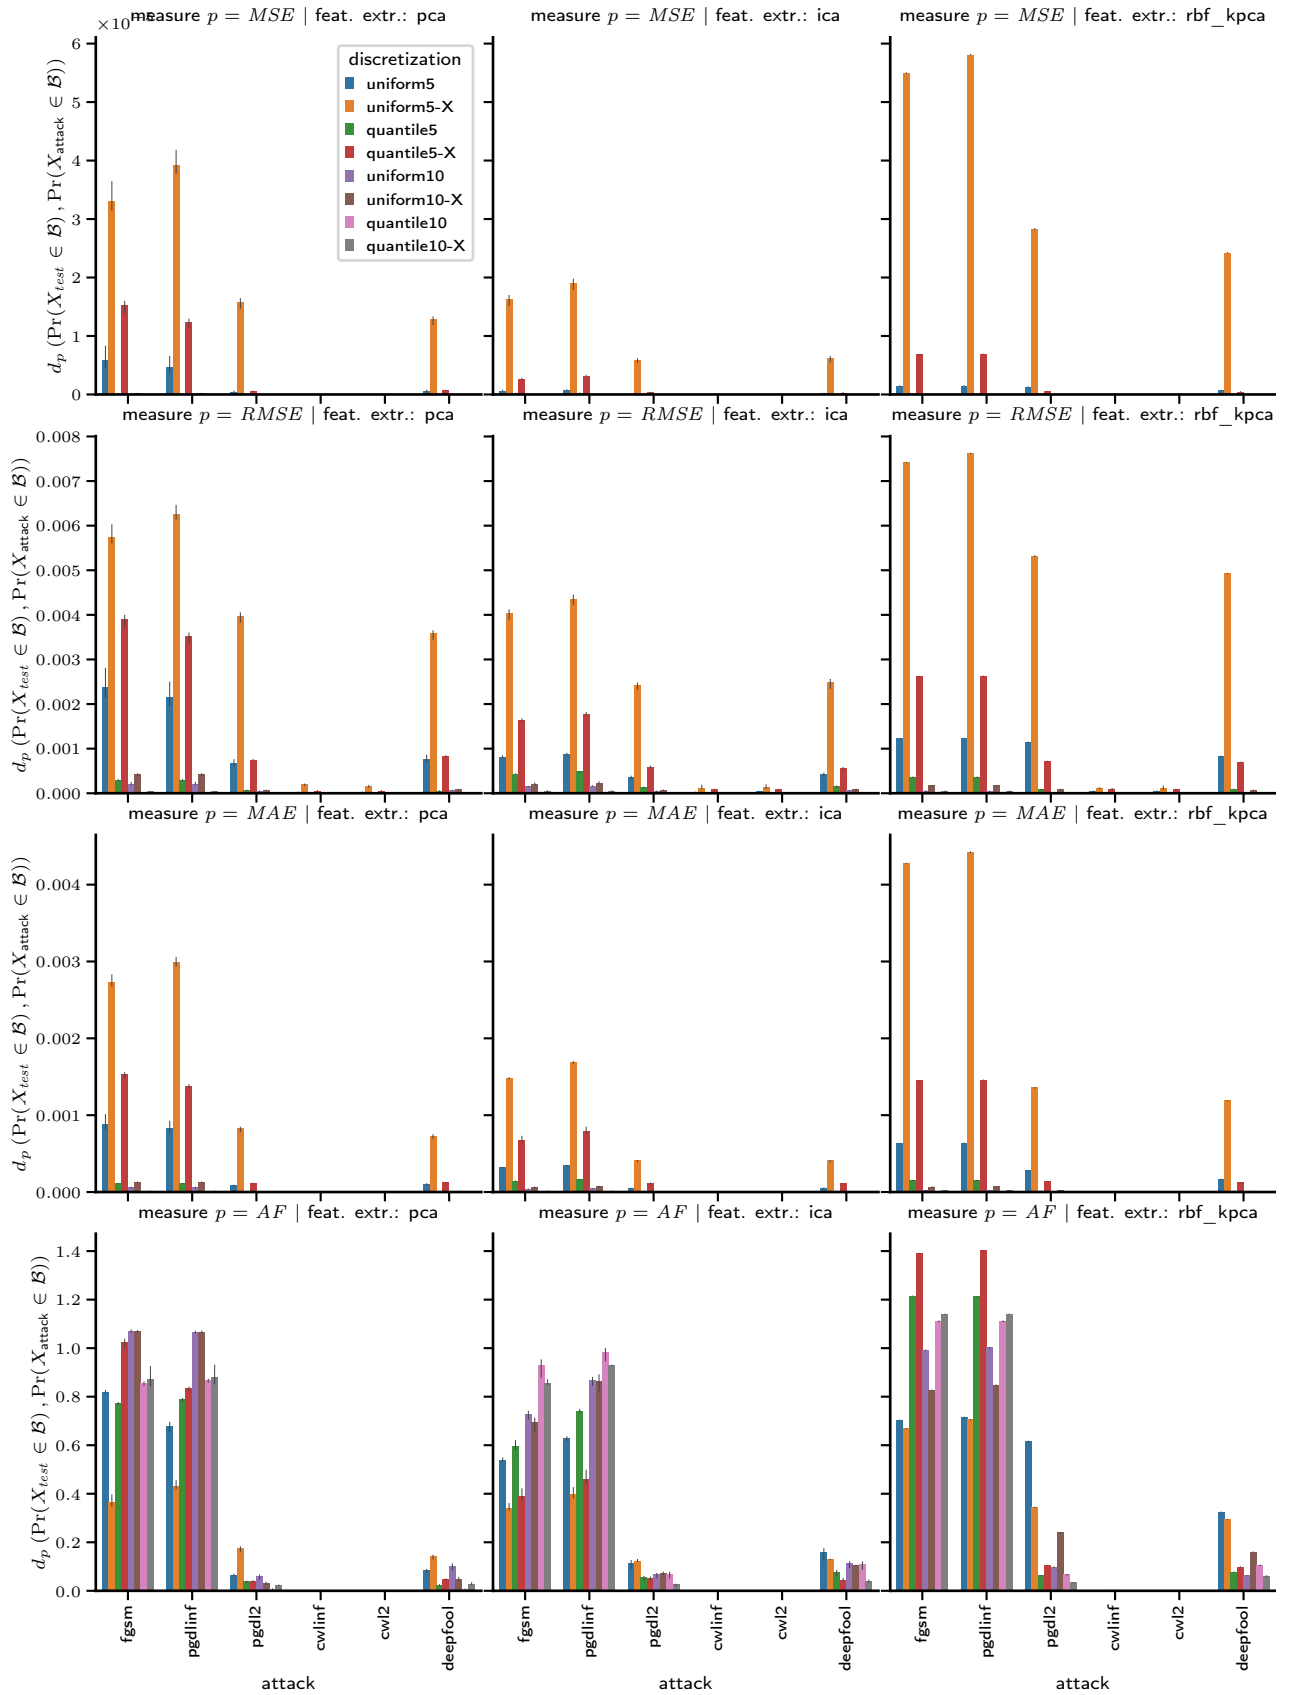 ×10⁻⁵
measure p = MSE | feat. extr.: pca
measure p = MSE | feat. extr.: ica
measure p = MSE | feat. extr.: rbf_kpca
d_p (Pr(X_test ∈ ℬ) , Pr(X_attack ∈ ℬ))
6
5
4
3
2
1
0
discretization
uniform5
uniform5-X
quantile5
quantile5-X
uniform10
uniform10-X
quantile10
quantile10-X
measure p = RMSE | feat. extr.: pca
measure p = RMSE | feat. extr.: ica
measure p = RMSE | feat. extr.: rbf_kpca
d_p (Pr(X_test ∈ ℬ) , Pr(X_attack ∈ ℬ))
0.008
0.007
0.006
0.005
0.004
0.003
0.002
0.001
0.000
measure p = MAE | feat. extr.: pca
measure p = MAE | feat. extr.: ica
measure p = MAE | feat. extr.: rbf_kpca
d_p (Pr(X_test ∈ ℬ) , Pr(X_attack ∈ ℬ))
0.004
0.003
0.002
0.001
0.000
measure p = AF | feat. extr.: pca
measure p = AF | feat. extr.: ica
measure p = AF | feat. extr.: rbf_kpca
d_p (Pr(X_test ∈ ℬ) , Pr(X_attack ∈ ℬ))
1.4
1.2
1.0
0.8
0.6
0.4
0.2
0.0
fgsm
pgdlinf
pgdl2
cwlinf
cwl2
deepfool
attack
fgsm
pgdlinf
pgdl2
cwlinf
cwl2
deepfool
attack
fgsm
pgdlinf
pgdl2
cwlinf
cwl2
deepfool
attack